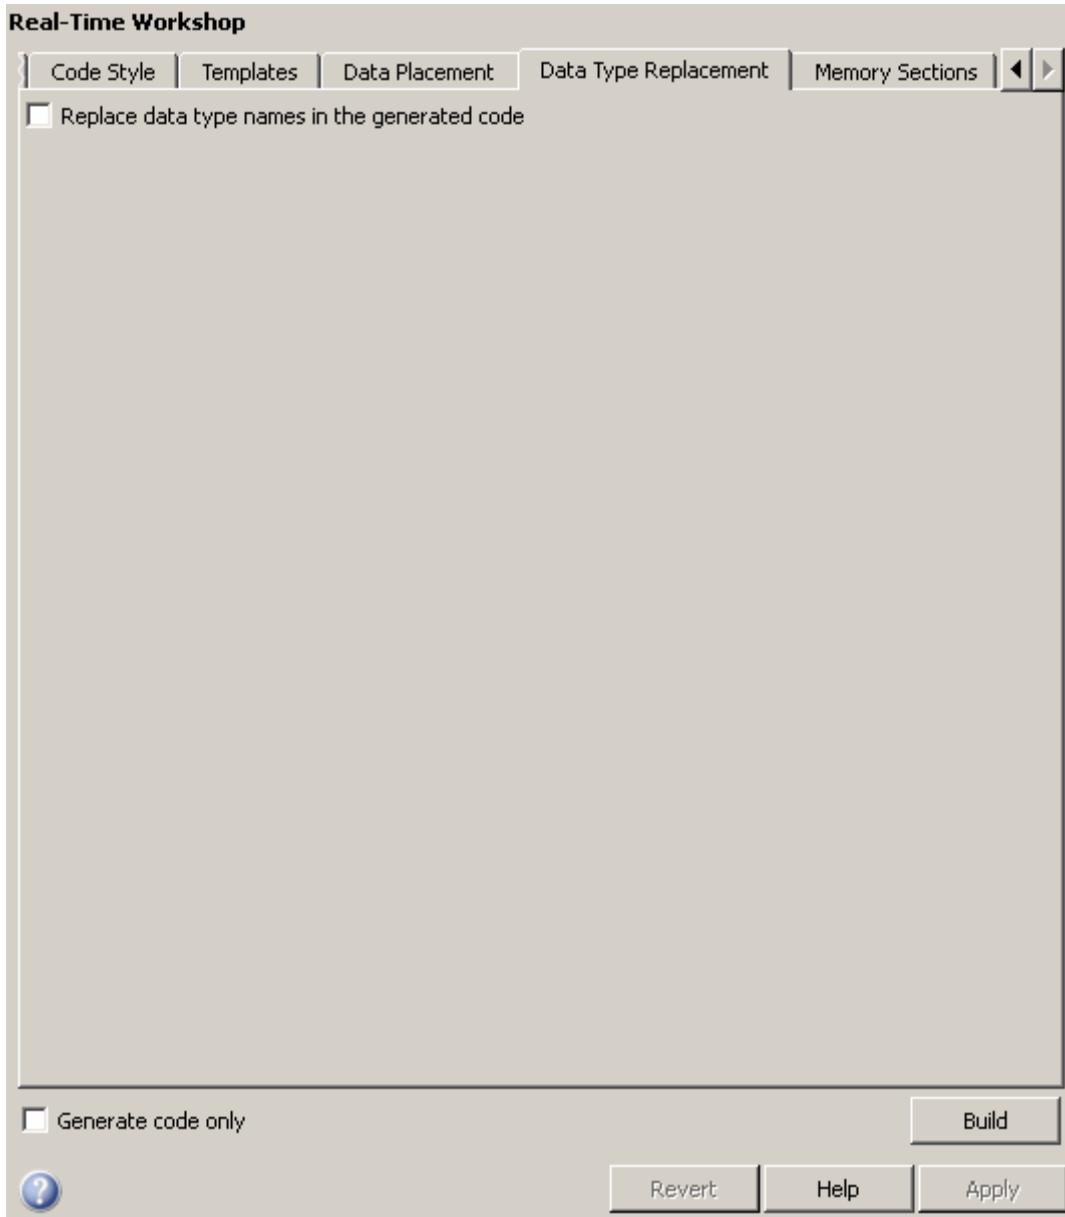 Real-Time Workshop
Code Style Templates Data Placement Data Type Replacement Memory Sections
Replace data type names in the generated code
Generate code only Build
? Revert Help Apply